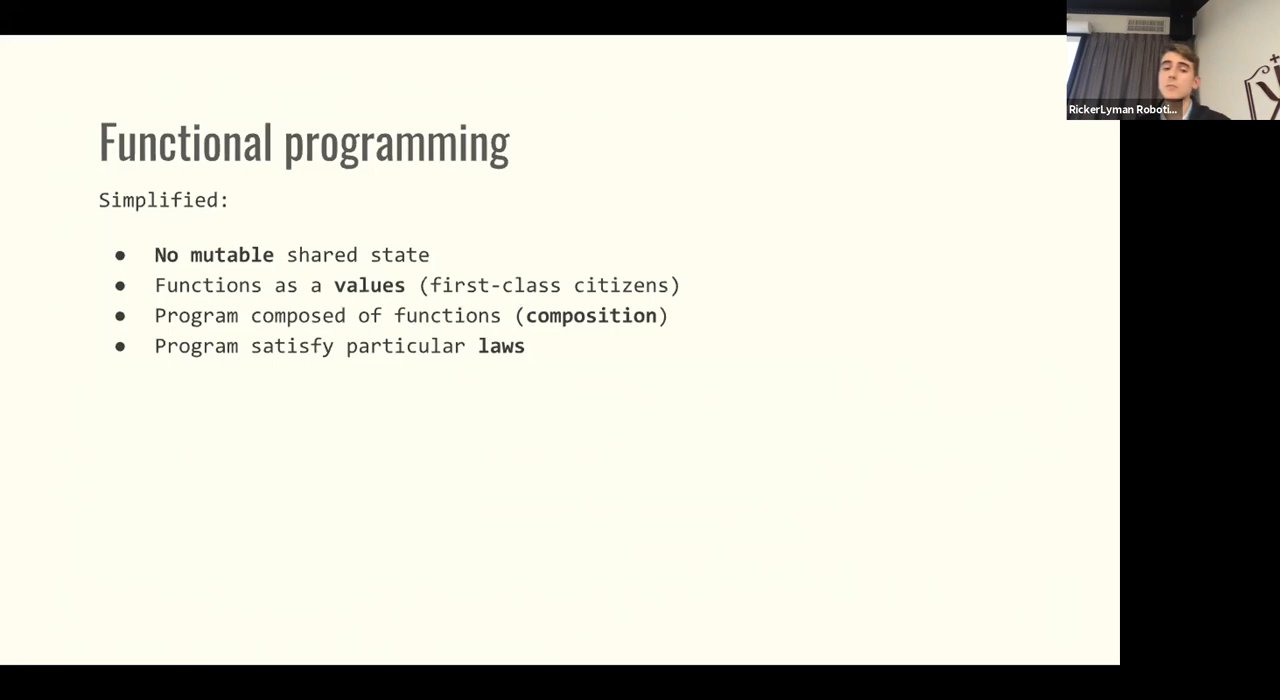 Functional programming
Simplified:
● No mutable shared state
● Functions as a values (first-class citizens)
● Program composed of functions (composition)
● Program satisfy particular laws
RickerLyman Roboti...